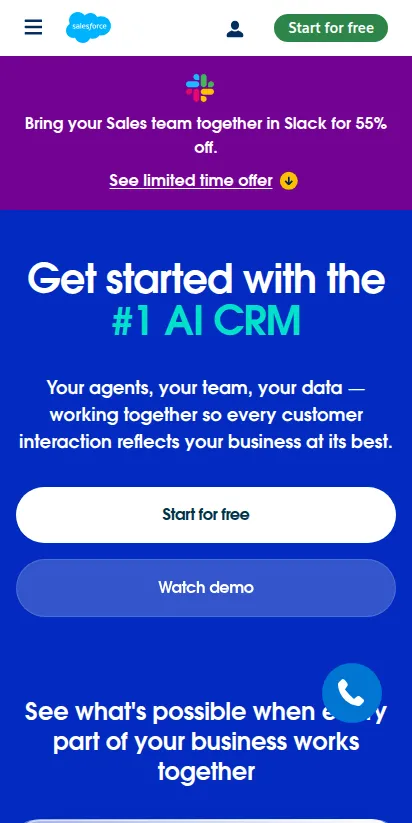 salesforce
Start for free
Bring your Sales team together in Slack for 55%
off.
See limited time offer
Get started with the
#1 AI CRM
Your agents, your team, your data —
working together so every customer
interaction reflects your business at its best.
Start for free
Watch demo
See what's possible when every
part of your business works
together